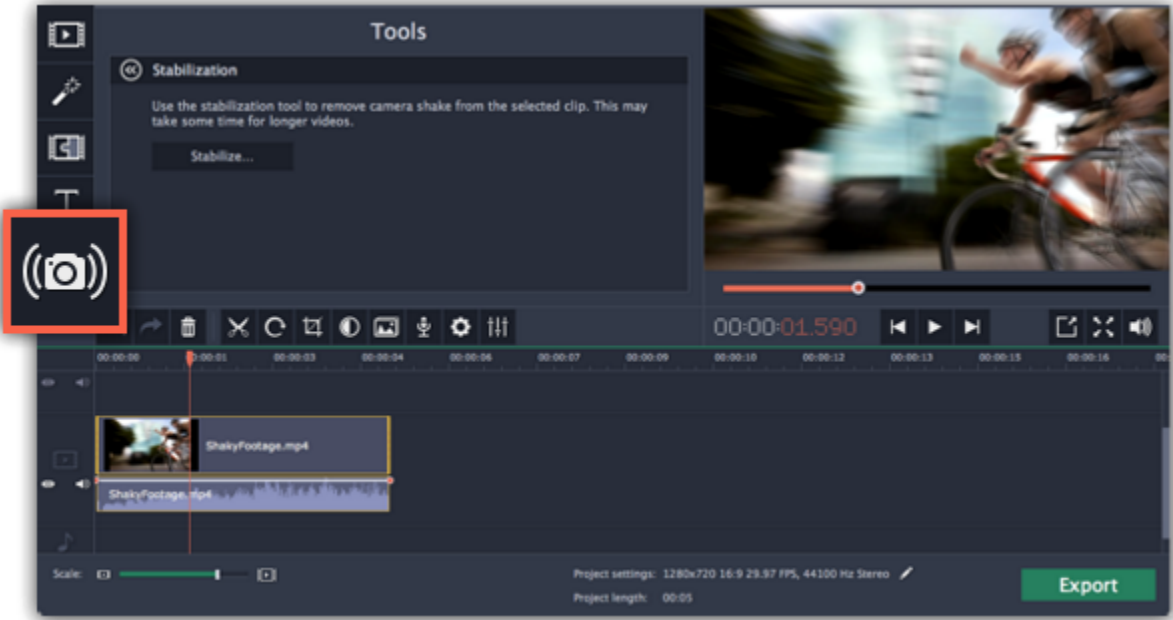 Tools
Stabilization
Use the stabilization tool to remove camera shake from the selected clip. This may
take some time for longer videos.
Stabilize...
T
00:00:01.590
00:00:00 0:00:01 00:00:03 00:00:04 00:00:06 00:00:07 00:00:09 00:00:10 00:00:12 00:00:13 00:00:15 00:00:16 00:
ShakyFootage.mp4
ShakyFootage.mp4
Scale:
Project settings: 1280x720 16:9 29.97 FPS, 44100 Hz Stereo
Project length: 00:05
Export